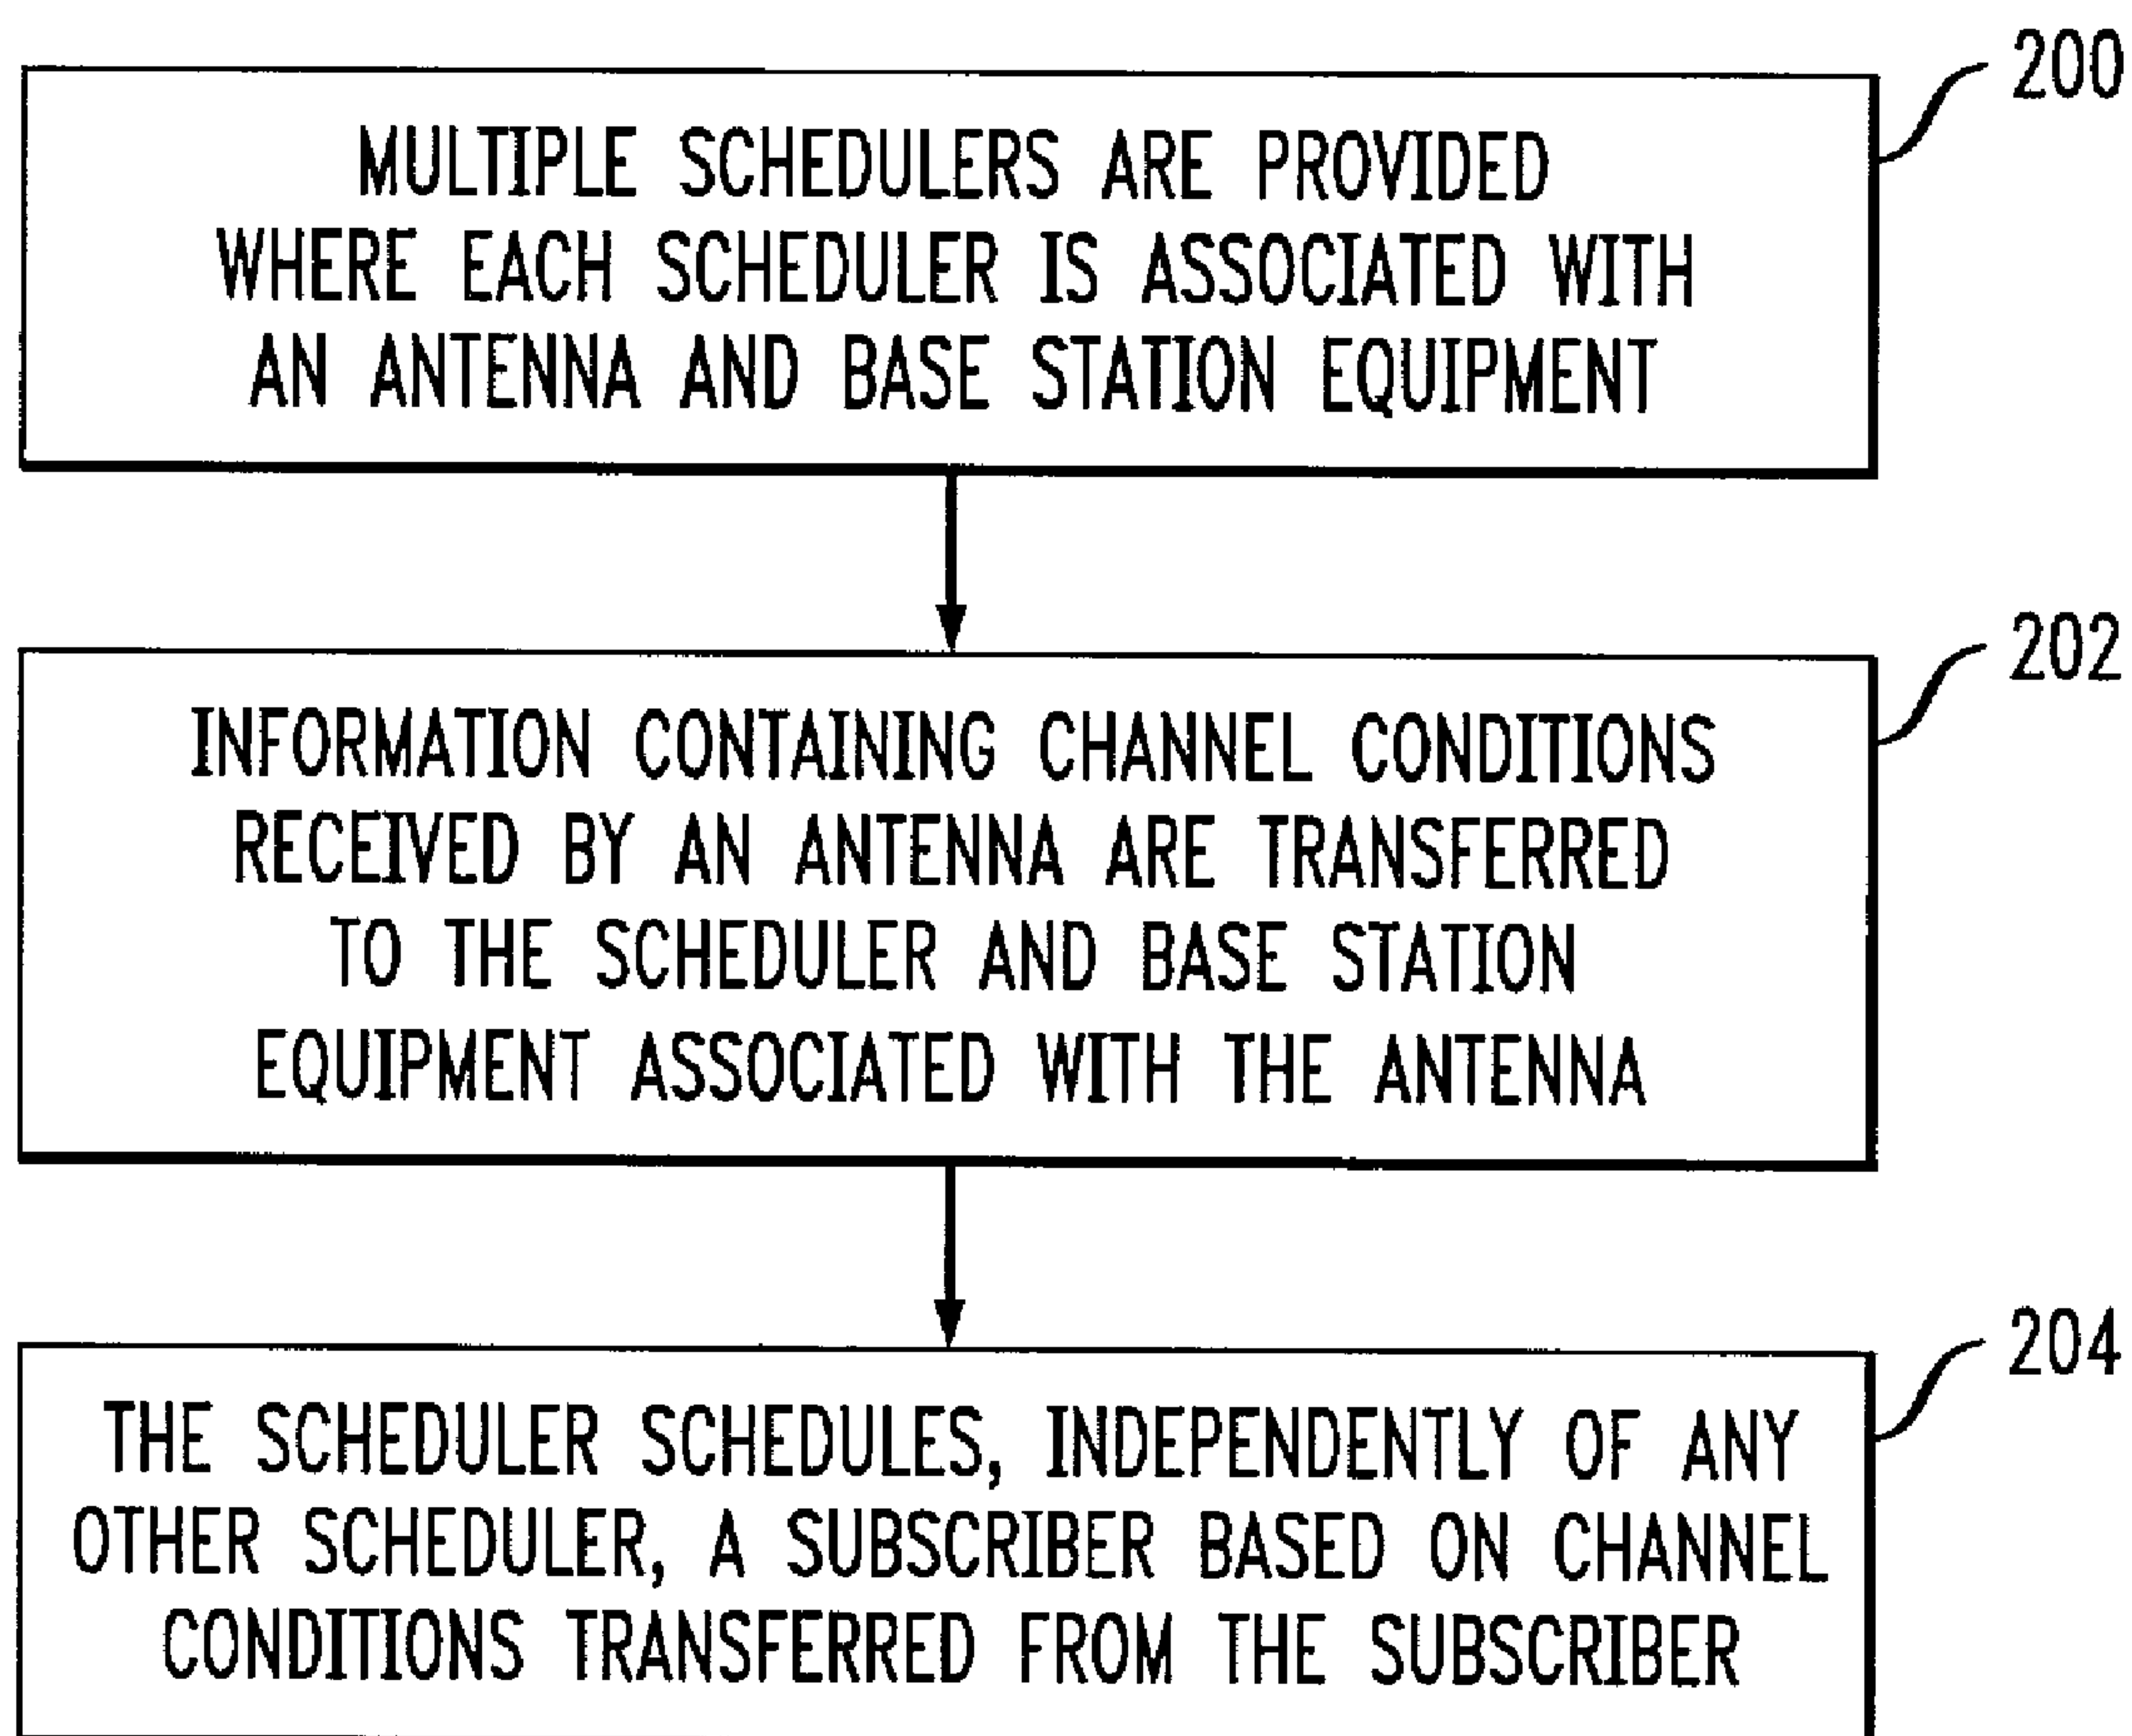 200
MULTIPLE SCHEDULERS ARE PROVIDED
WHERE EACH SCHEDULER IS ASSOCIATED WITH
AN ANTENNA AND BASE STATION EQUIPMENT
202
INFORMATION CONTAINING CHANNEL CONDITIONS
RECEIVED BY AN ANTENNA ARE TRANSFERRED
TO THE SCHEDULER AND BASE STATION
EQUIPMENT ASSOCIATED WITH THE ANTENNA
204
THE SCHEDULER SCHEDULES, INDEPENDENTLY OF ANY
OTHER SCHEDULER, A SUBSCRIBER BASED ON CHANNEL
CONDITIONS TRANSFERRED FROM THE SUBSCRIBER